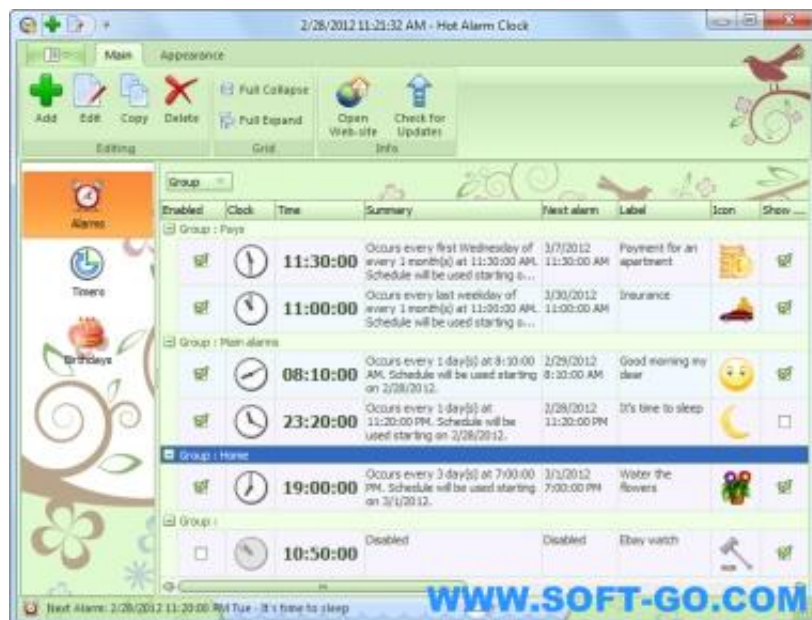 2/28/2012 11:21:32 AM - Hot Alarm Clock
Main Appearance
Add Edit Copy Delete
Full Collapse
Full Expand
Open Web-site
Check for Updates
Editing Grid Info
Group
Alarms
Timers
Birthdays
Enabled Clock Time Summary Next alarm Label Icon Show ...
Group : Pays
11:30:00
Occurs every first Wednesday of
every 1 month(s) at 11:30:00 AM.
Schedule will be used starting o...
3/7/2012
11:30:00 AM
Payment for an
apartment
11:00:00
Occurs every last weekday of
every 1 month(s) at 11:00:00 AM.
Schedule will be used starting o...
3/30/2012
11:00:00 AM
Insurance
Group : Main alarms
08:10:00
Occurs every 1 day(s) at 8:10:00
AM. Schedule will be used starting
on 2/28/2012.
2/29/2012
8:10:00 AM
Good morning my
dear
23:20:00
Occurs every 1 day(s) at
11:20:00 PM. Schedule will be
used starting on 2/28/2012.
2/28/2012
11:20:00 PM
It's time to sleep
Group : Home
19:00:00
Occurs every 3 day(s) at 7:00:00
PM. Schedule will be used starting
on 3/1/2012.
3/1/2012
7:00:00 PM
Water the
flowers
Group :
10:50:00
Disabled
Disabled
Ebay watch
Next Alarm: 2/28/2012 11:20:00 PM Tue - It's time to sleep
WWW.SOFT-GO.COM